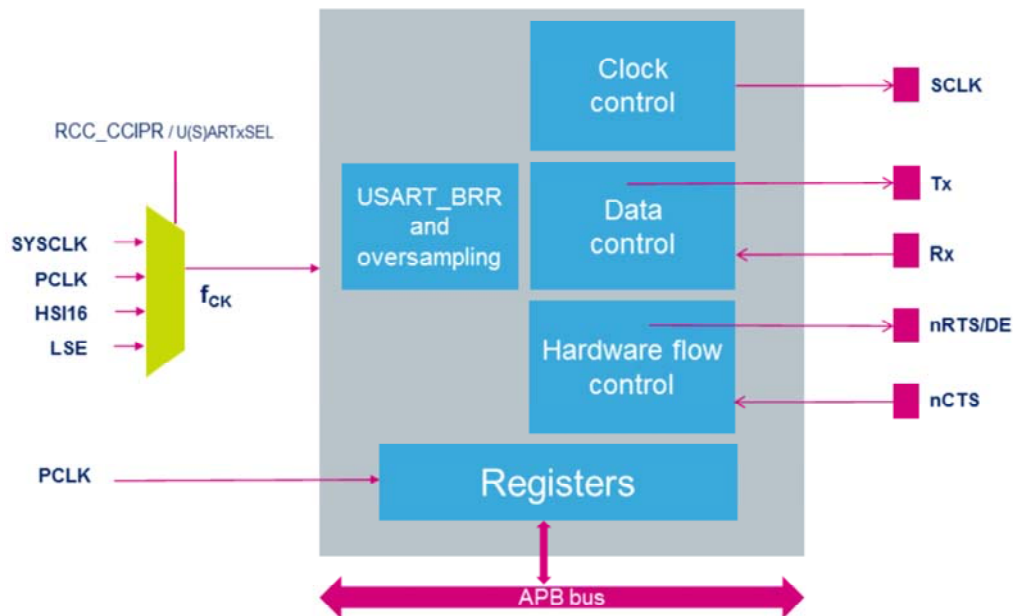 Clock
control
SCLK
RCC_CCIPR / U(S)ARTxSEL
USART_BRR
and
oversampling
Data
control
Tx
Rx
SYSCLK
PCLK
HSI16
LSE
fCK
Hardware flow
control
nRTS/DE
nCTS
PCLK
Registers
APB bus